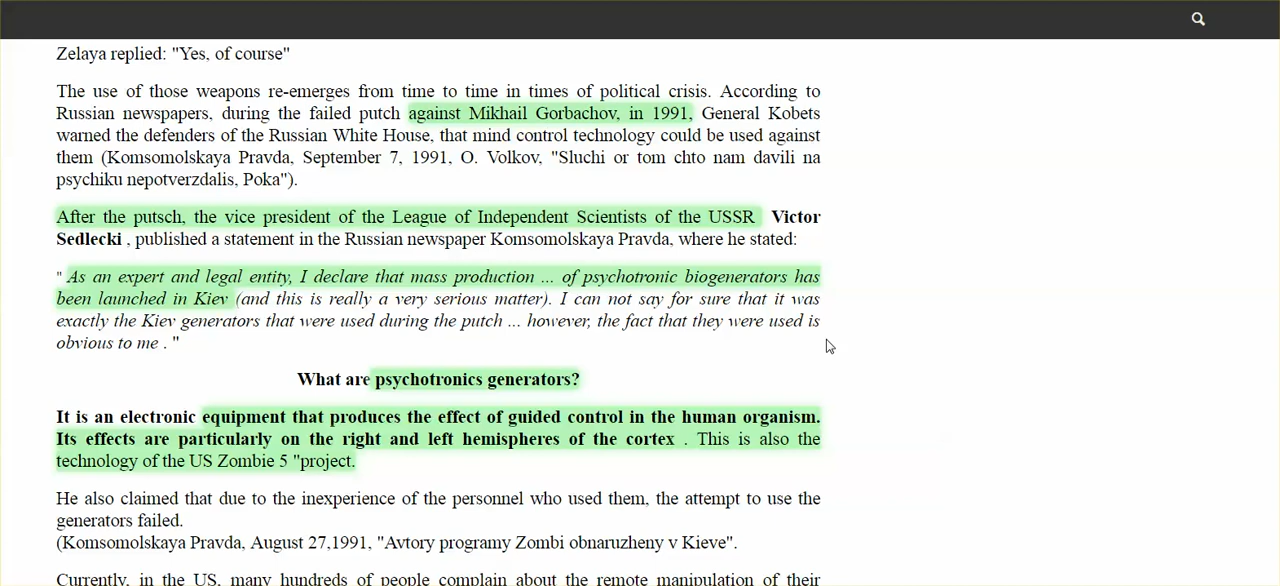 Zelaya replied: "Yes, of course"
The use of those weapons re-emerges from time to time in times of political crisis. According to
Russian newspapers, during the failed putch against Mikhail Gorbachov, in 1991, General Kobets
warned the defenders of the Russian White House, that mind control technology could be used against
them (Komsomolskaya Pravda, September 7, 1991, O. Volkov, "Sluchi or tom chto nam davili na
psychiku nepotverzdalis, Poka").
After the putsch, the vice president of the League of Independent Scientists of the USSR Victor
Sedlecki , published a statement in the Russian newspaper Komsomolskaya Pravda, where he stated:
" As an expert and legal entity, I declare that mass production ... of psychotronic biogenerators has
been launched in Kiev (and this is really a very serious matter). I can not say for sure that it was
exactly the Kiev generators that were used during the putch ... however, the fact that they were used is
obvious to me . "
What are psychotronics generators?
It is an electronic equipment that produces the effect of guided control in the human organism.
Its effects are particularly on the right and left hemispheres of the cortex . This is also the
technology of the US Zombie 5 "project.
He also claimed that due to the inexperience of the personnel who used them, the attempt to use the
generators failed.
(Komsomolskaya Pravda, August 27,1991, "Avtory programy Zombi obnaruzheny v Kieve".
Currently, in the US, many hundreds of people complain about the remote manipulation of their